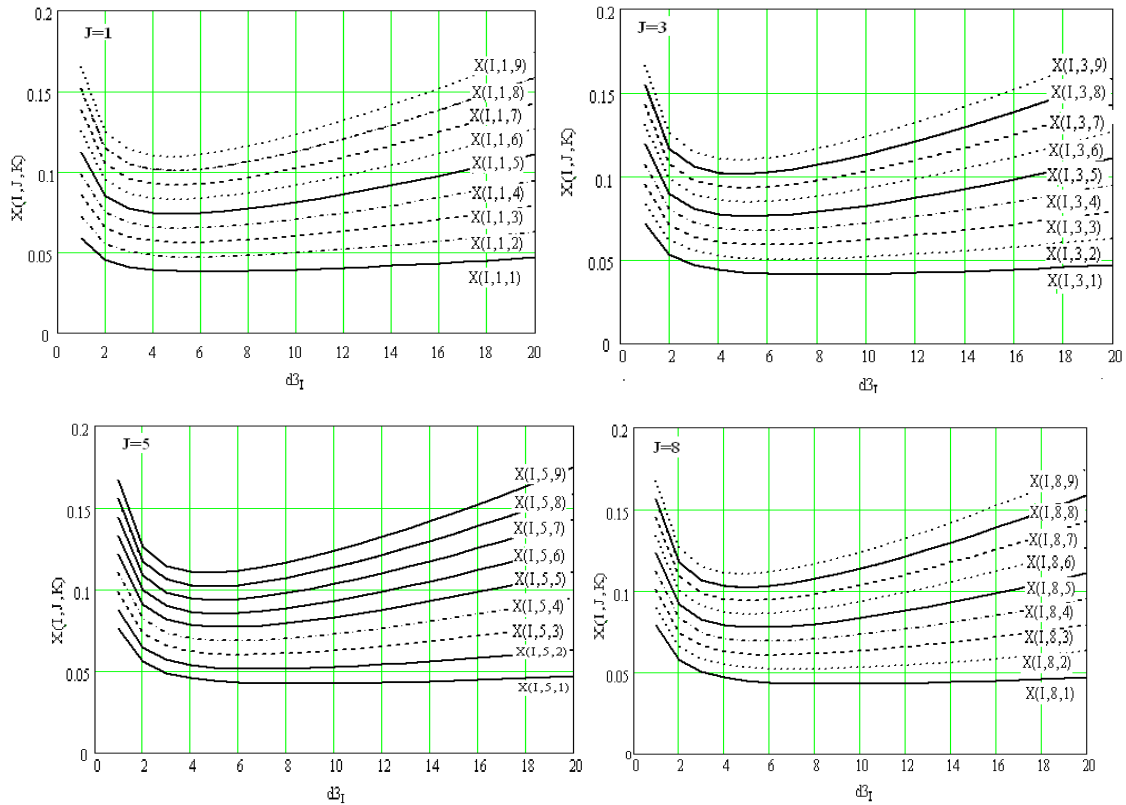 J=1
X(I,J,K)
0.2
0.15
0.1
0.05
0
X(I,1,9)
X(I,1,8)
X(I,1,7)
X(I,1,6)
X(I,1,5)
X(I,1,4)
X(I,1,3)
X(I,1,2)
X(I,1,1)
0 2 4 6 8 10 12 14 16 18 20
d3I
J=3
X(I,J,K)
0.2
0.15
0.1
0.05
0
X(I,3,9)
X(I,3,8)
X(I,3,7)
X(I,3,6)
X(I,3,5)
X(I,3,4)
X(I,3,3)
X(I,3,2)
X(I,3,1)
0 2 4 6 8 10 12 14 16 18 20
d3I
J=5
X(I,J,K)
0.2
0.15
0.1
0.05
0
X(I,5,9)
X(I,5,8)
X(I,5,7)
X(I,5,6)
X(I,5,5)
X(I,5,4)
X(I,5,3)
X(I,5,2)
X(I,5,1)
0 2 4 6 8 10 12 14 16 18 20
d3I
J=8
X(I,J,K)
0.2
0.15
0.1
0.05
0
X(I,8,9)
X(I,8,8)
X(I,8,7)
X(I,8,6)
X(I,8,5)
X(I,8,4)
X(I,8,3)
X(I,8,2)
X(I,8,1)
0 2 4 6 8 10 12 14 16 18 20
d3I